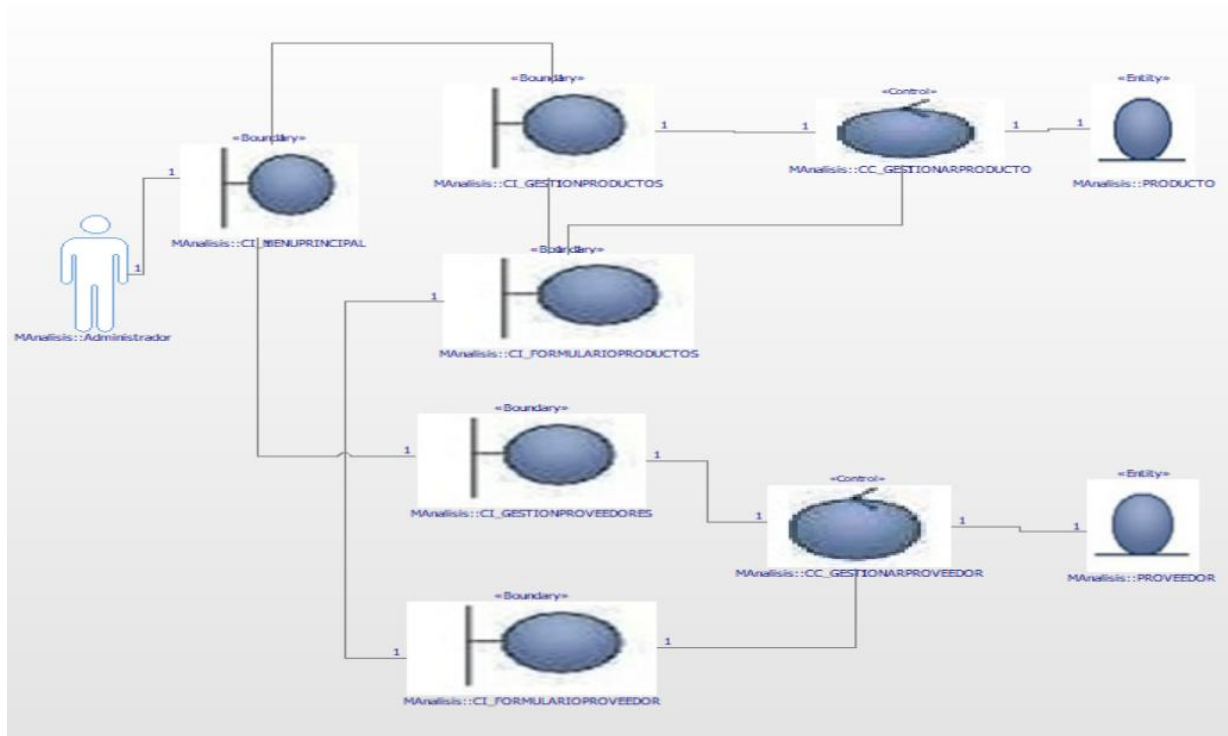 «Boundary»
1
MAnalisis::CI_GESTIONPRODUCTOS
1
1
«Control»
MAnalisis::CC_GESTIONARPRODUCTO
1
1
«Entity»
MAnalisis::PRODUCTO
«Boundary»
1
MAnalisis::CI_MENUPRINCIPAL
1
MAnalisis::Administrador
«Boundary»
1
MAnalisis::CI_FORMULARIOPRODUCTOS
«Boundary»
1
MAnalisis::CI_GESTIONPROVEEDORES
1
1
«Control»
MAnalisis::CC_GESTIONARPROVEEDOR
1
1
«Entity»
MAnalisis::PROVEEDOR
«Boundary»
1
MAnalisis::CI_FORMULARIOPROVEEDOR
1